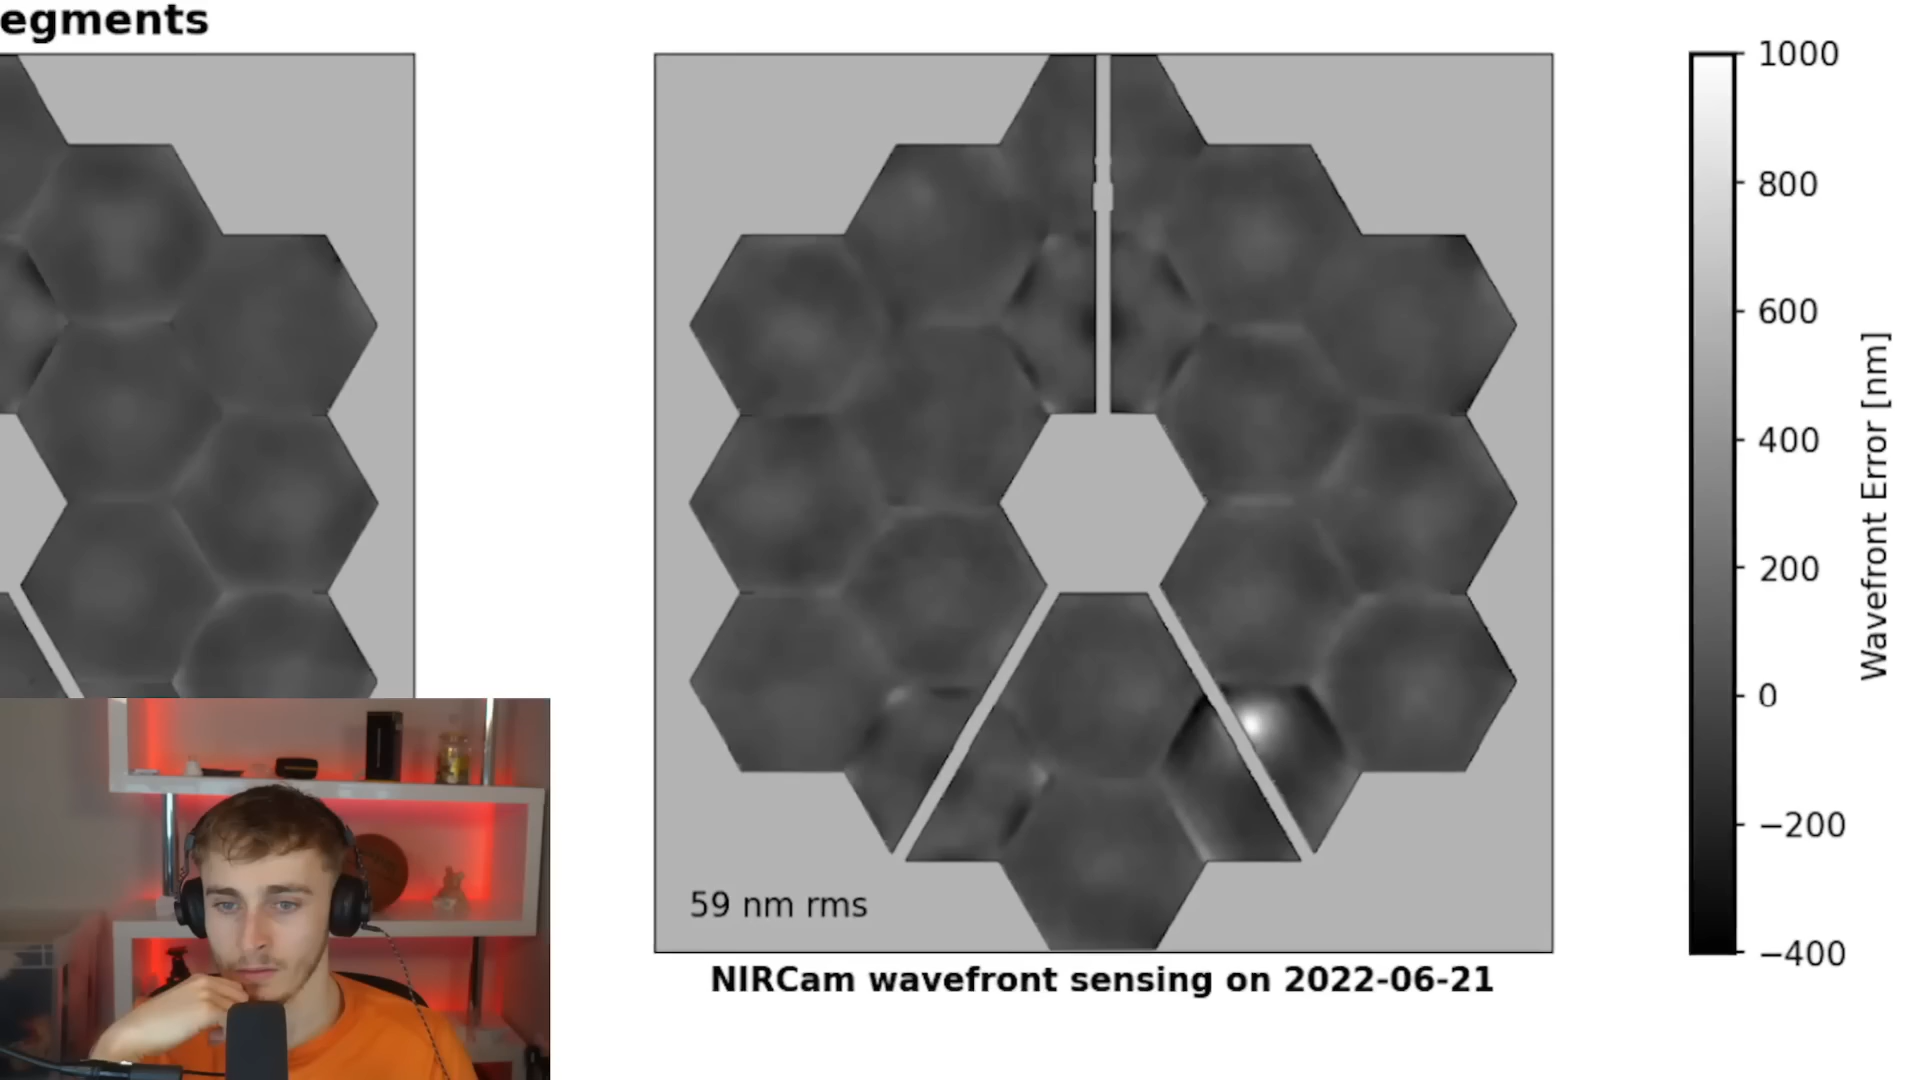 egments
1000
800
600
400
200
0
−200
−400
Wavefront Error [nm]
59 nm rms
NIRCam wavefront sensing on 2022-06-21